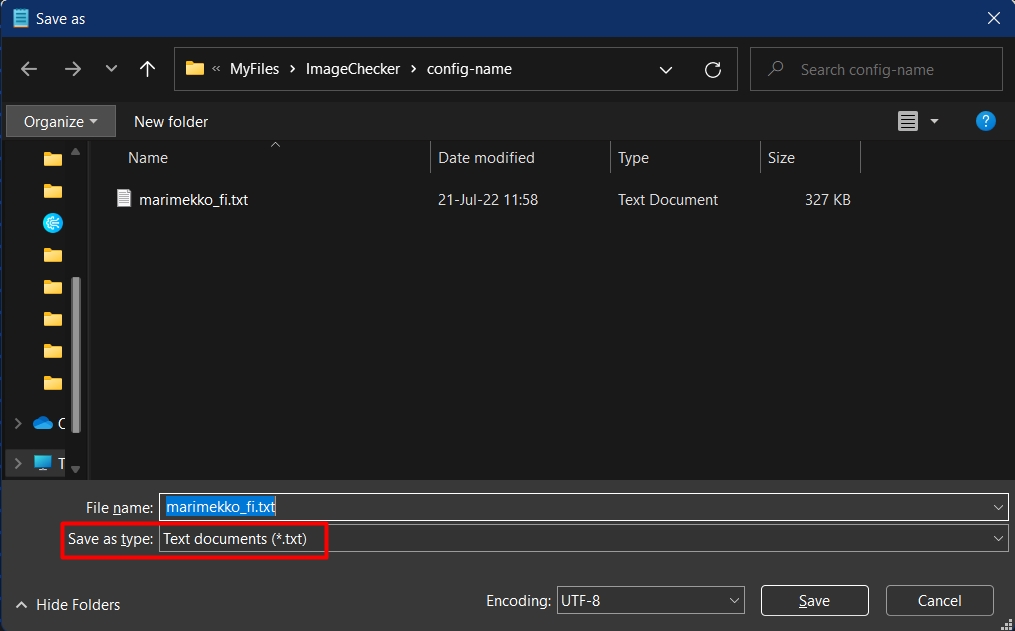 Save as
« MyFiles > ImageChecker > config-name
Search config-name
Organize
New folder
?
Name Date modified Type Size
marimekko_fi.txt 21-Jul-22 11:58 Text Document 327 KB
C
T
File name: marimekko_fi.txt
Save as type: Text documents (*.txt)
Hide Folders
Encoding: UTF-8
Save
Cancel